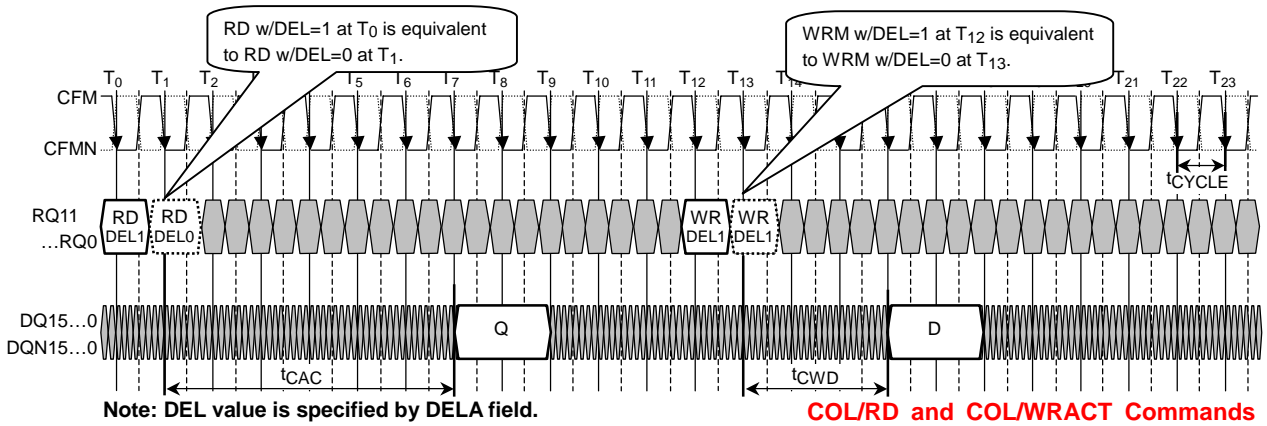 RD w/DEL=1 at T0 is equivalent
to RD w/DEL=0 at T1.
WRM w/DEL=1 at T12 is equivalent
to WRM w/DEL=0 at T13.
T0 T1 T2 T5 T6 T7 T8 T9 T10 T11 T12 T13 T14 T21 T22 T23
CFM
CFMN
tCYCLE
RQ11
...RQ0
RD
DEL1
RD
DEL0
WR
DEL1
WR
DEL1
DQ15...0
DQN15...0
Q
D
tCAC
tCWD
Note: DEL value is specified by DELA field.
COL/RD and COL/WRACT Commands